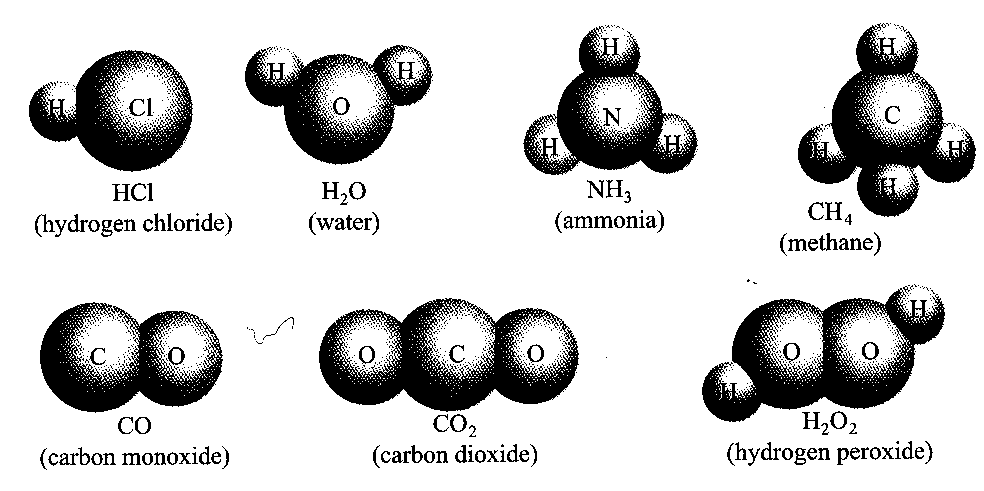 H Cl
HCl
(hydrogen chloride)
H O H
H₂O
(water)
H
N
H H
NH₃
(ammonia)
H
C
H H
H
CH₄
(methane)
C O
CO
(carbon monoxide)
O C O
CO₂
(carbon dioxide)
H
O O
H
H₂O₂
(hydrogen peroxide)